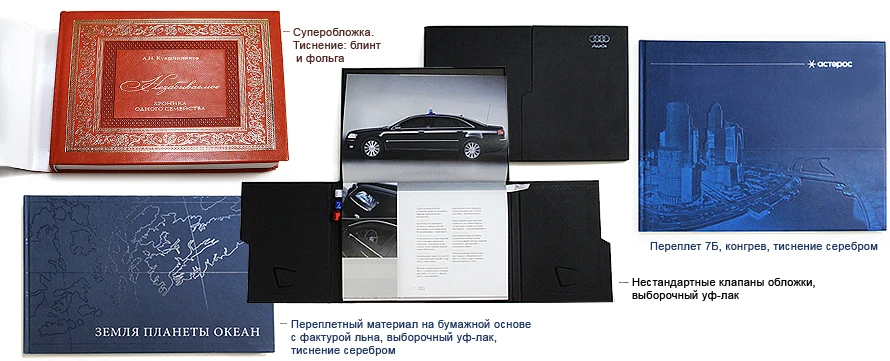 Суперобложка.
Тиснение: блинт
и фольга
А.Н. Кувшинников
Незабываемое
ХРОНИКА
ОДНОГО СЕМЕЙСТВА
Audi
астерос
Переплет 7Б, конгрев, тиснение серебром
Нестандартные клапаны обложки,
выборочный уф-лак
ЗЕМЛЯ ПЛАНЕТЫ ОКЕАН
Переплетный материал на бумажной основе
с фактурой льна, выборочный уф-лак,
тиснение серебром